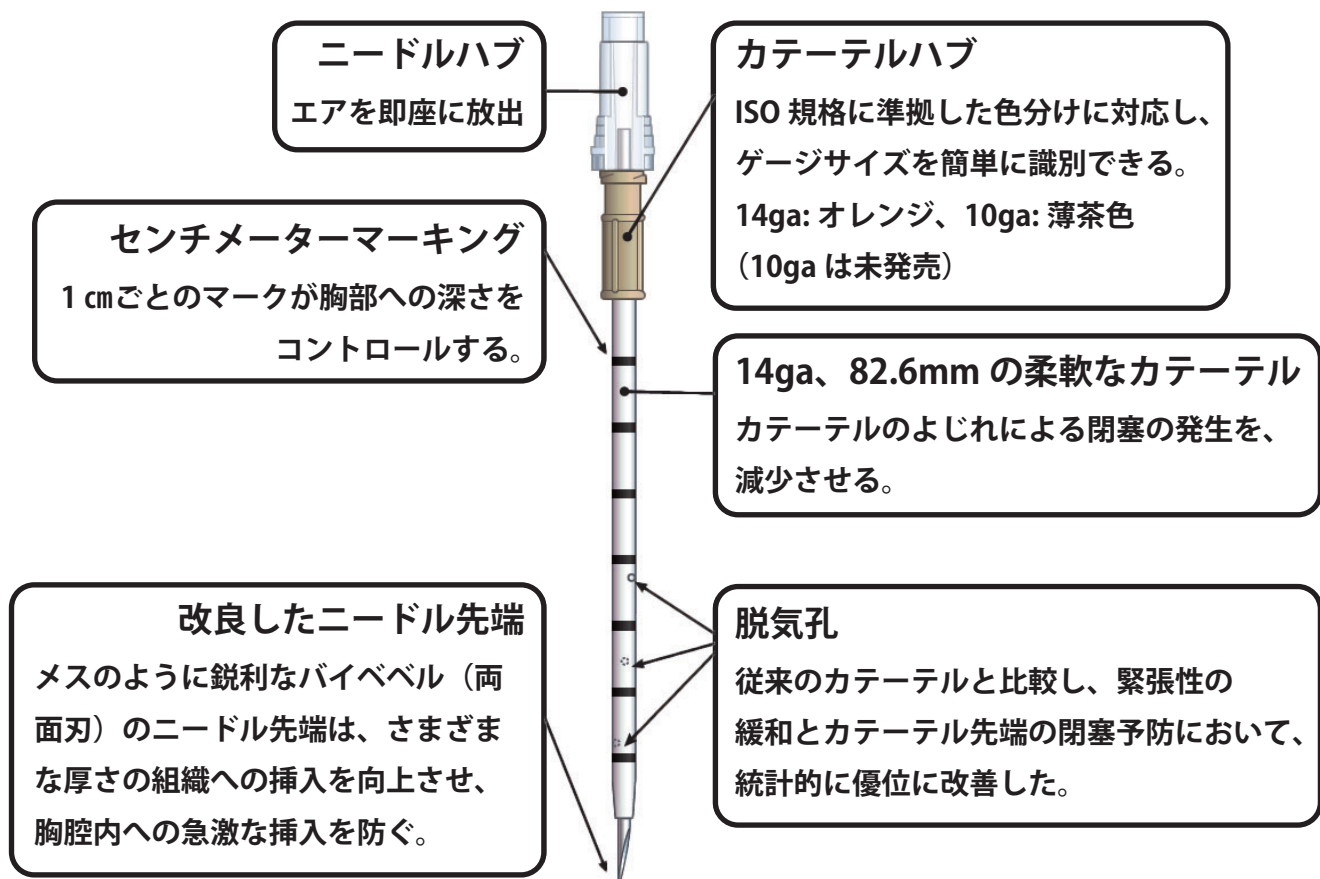 ニードルハブ
エアを即座に放出
カテーテルハブ
ISO 規格に準拠した色分けに対応し、
ゲージサイズを簡単に識別できる。
14ga: オレンジ、10ga: 薄茶色
（10ga は未発売）
センチメーターマーキング
1 ㎝ごとのマークが胸部への深さを
コントロールする。
14ga、82.6mm の柔軟なカテーテル
カテーテルのよじれによる閉塞の発生を、
減少させる。
改良したニードル先端
メスのように鋭利なバイベベル（両
面刃）のニードル先端は、さまざま
な厚さの組織への挿入を向上させ、
胸腔内への急激な挿入を防ぐ。
脱気孔
従来のカテーテルと比較し、緊張性の
緩和とカテーテル先端の閉塞予防において、
統計的に優位に改善した。